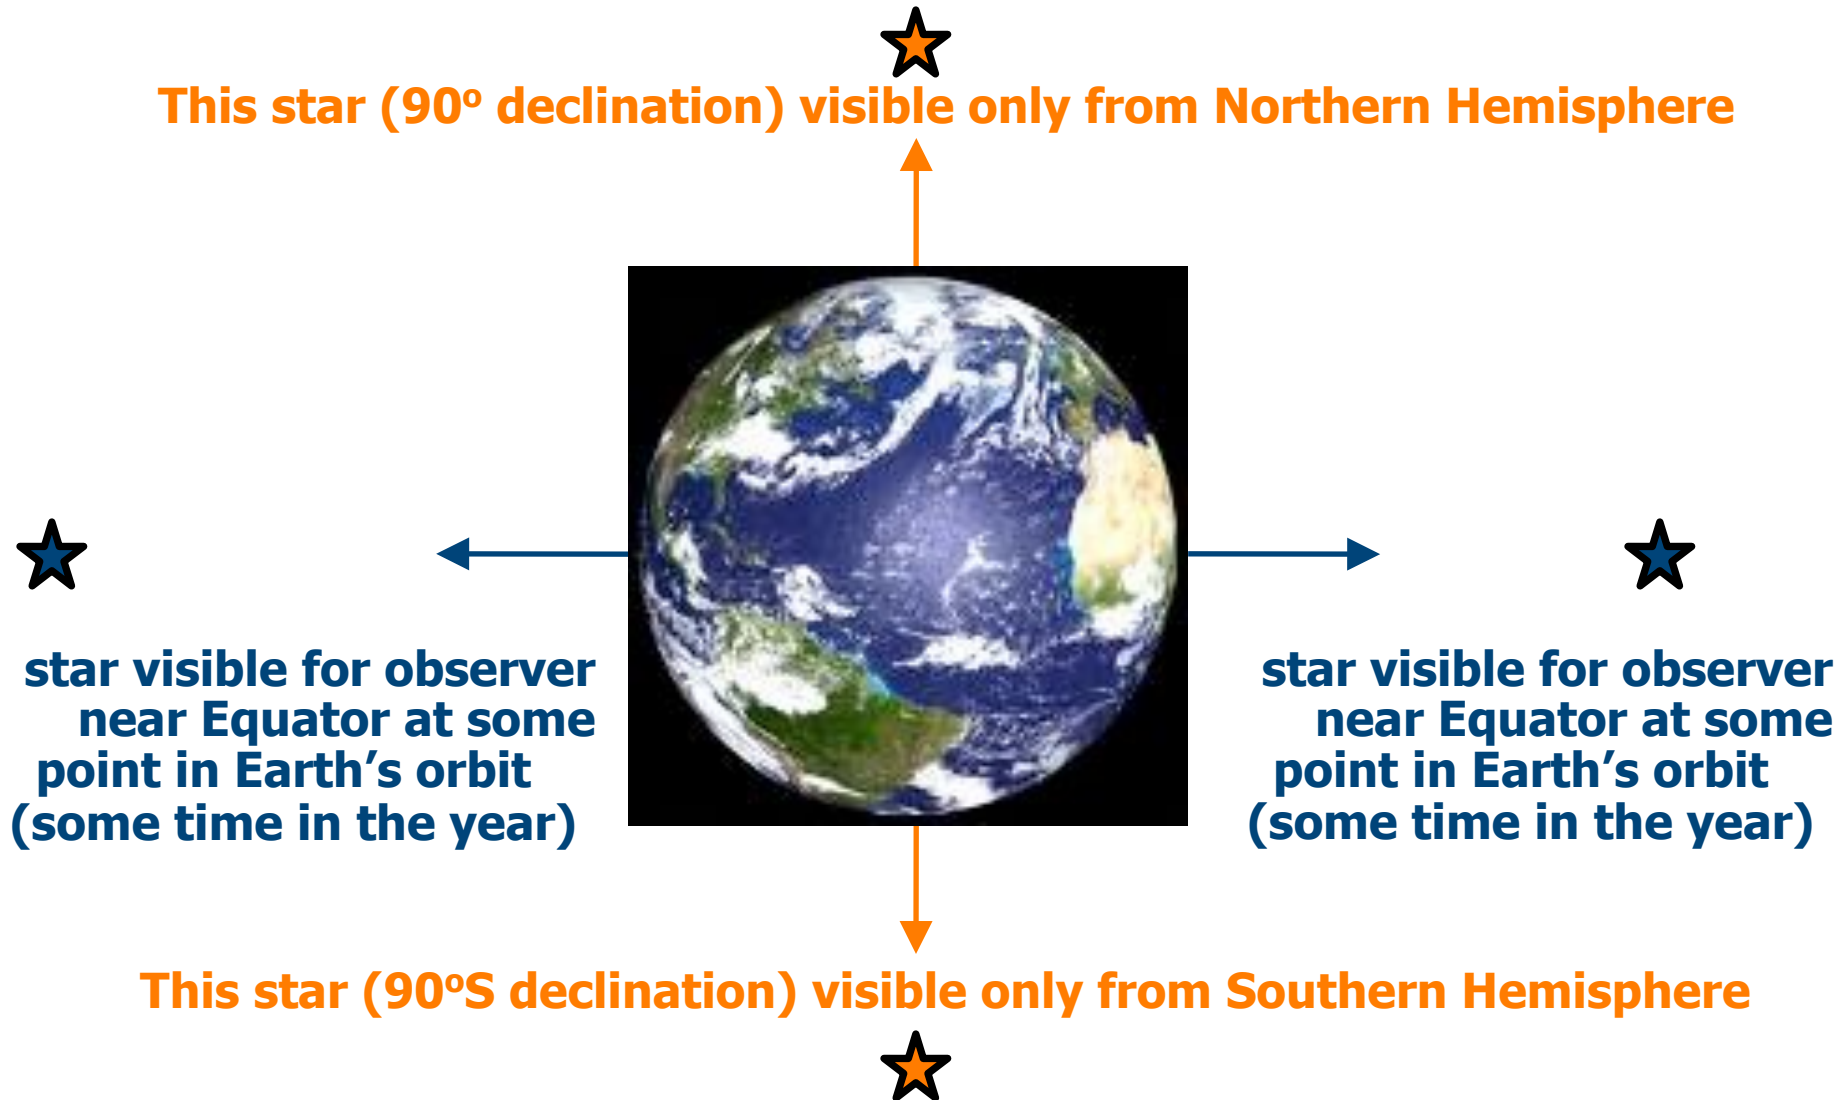 This star (90º declination) visible only from Northern Hemisphere
star visible for observer
near Equator at some
point in Earth’s orbit
(some time in the year)
star visible for observer
near Equator at some
point in Earth’s orbit
(some time in the year)
This star (90ºS declination) visible only from Southern Hemisphere